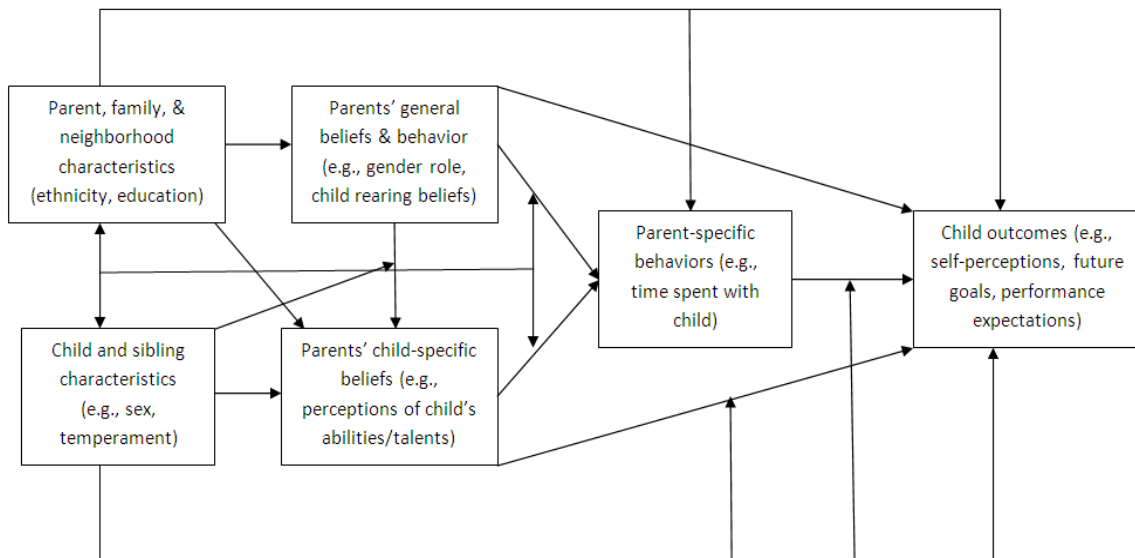 Parent, family, &
neighborhood
characteristics
(ethnicity, education)
Parents’ general
beliefs & behavior
(e.g., gender role,
child rearing beliefs)
Parent-specific
behaviors (e.g.,
time spent with
child)
Child outcomes (e.g.,
self-perceptions, future
goals, performance
expectations)
Child and sibling
characteristics
(e.g., sex,
temperament)
Parents’ child-specific
beliefs (e.g.,
perceptions of child’s
abilities/talents)